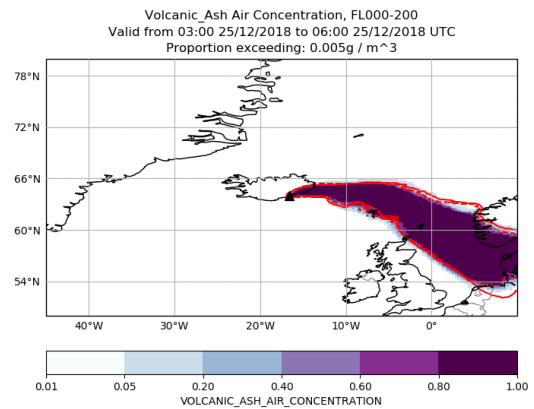 Volcanic_Ash Air Concentration, FL000-200
Valid from 03:00 25/12/2018 to 06:00 25/12/2018 UTC
Proportion exceeding: 0.005g / m^3
78°N
72°N
66°N
60°N
54°N
40°W 30°W 20°W 10°W 0°
0.01 0.05 0.20 0.40 0.60 0.80 1.00
VOLCANIC_ASH_AIR_CONCENTRATION